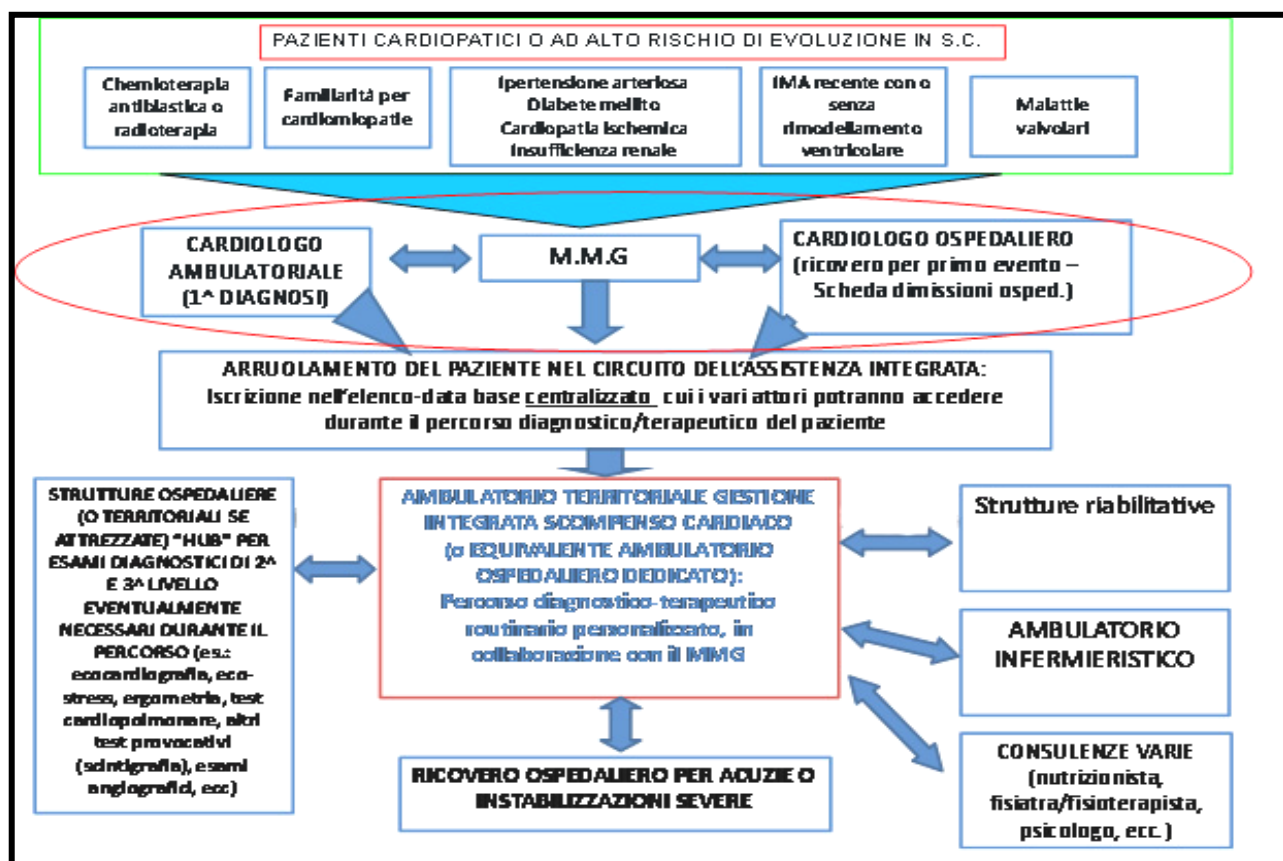 PAZIENTI CARDIOPATICI O AD ALTO RISCHIO DI EVOLUZIONE IN S.C.
Chemioterapia
antiblastica o
radioterapia
Familiarità per
cardiomiopatie
Ipertensione arteriosa
Diabete mellito
Cardiopatia ischemica
Insufficienza renale
IMA recente con o
senza
rimodellamento
ventricolare
Malattie
valvolari
CARDIOLOGO
AMBULATORIALE
(1^ DIAGNOSI)
M.M.G
CARDIOLOGO OSPEDALIERO
(ricovero per primo evento –
Scheda dimissioni osped.)
ARRUOLAMENTO DEL PAZIENTE NEL CIRCUITO DELL'ASSISTENZA INTEGRATA:
Iscrizione nell'elenco-data base centralizzato cui i vari attori potranno accedere
durante il percorso diagnostico/terapeutico del paziente
STRUTTURE OSPEDALIERE
(O TERRITORIALI SE
ATTREZZATE) "HUB" PER
ESAMI DIAGNOSTICI DI 2^
E 3^ LIVELLO
EVENTUALMENTE
NECESSARI DURANTE IL
PERCORSO (es.:
ecocardiografia, eco-
stress, ergometria, test
cardiopolmonare, altri
test provocativi
(scintigrafia), esami
angiografici, ecc)
AMBULATORIO TERRITORIALE GESTIONE
INTEGRATA SCOMPENSO CARDIACO
(o EQUIVALENTE AMBULATORIO
OSPEDALIERO DEDICATO):
Percorso diagnostico-terapeutico
routinario personalizzato, in
collaborazione con il MMG
Strutture riabilitative
AMBULATORIO
INFERMIERISTICO
CONSULENZE VARIE
(nutrizionista,
fisiatra/fisioterapista,
psicologo, ecc.)
RICOVERO OSPEDALIERO PER ACUZIE O
INSTABILIZZAZIONI SEVERE